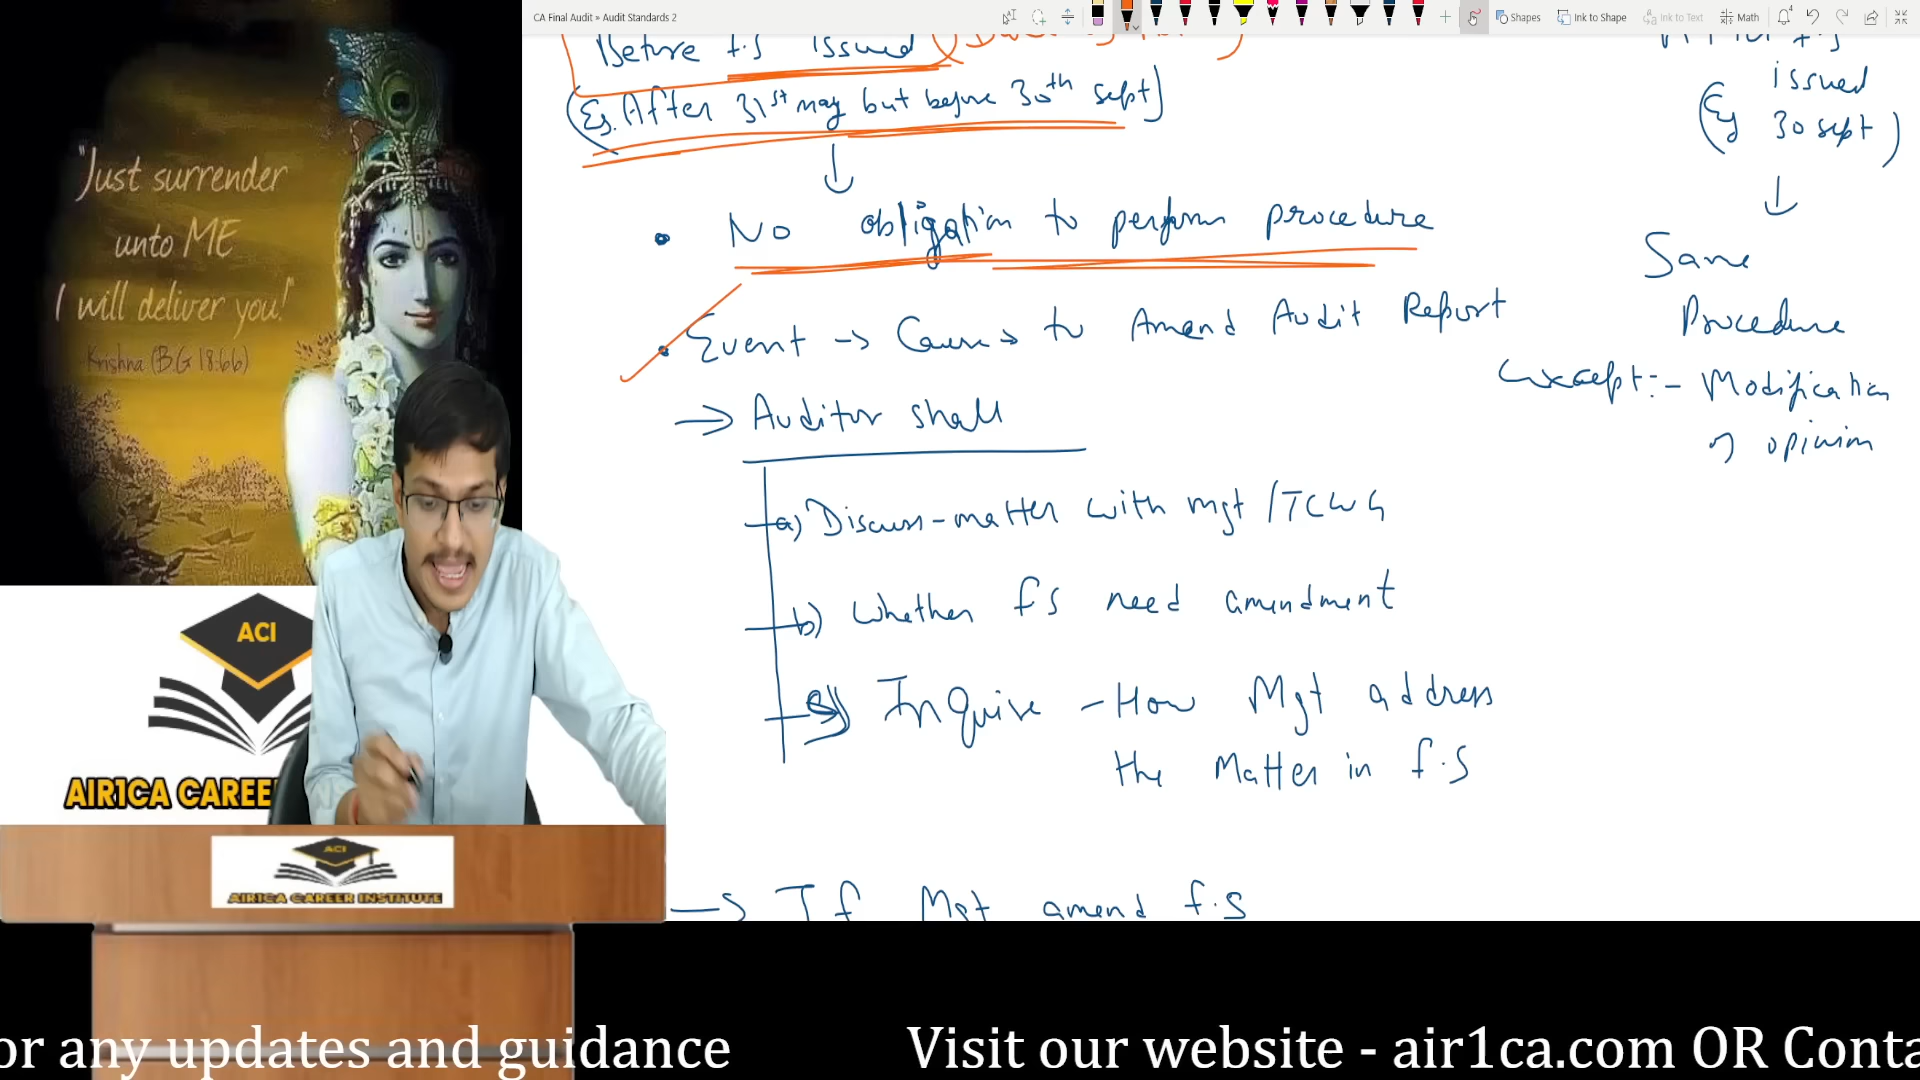 CA Final Audit » Audit Standards 2
Shapes
Ink to Shape
Ink to Text
Math
Before f.s issued
(Eg. After 31st may but before 30th sept)
• No obligation to perform procedure
• Event → Cause → to Amend Audit Report
→ Auditor shall
a) Discuss-matter with mgt /TCWG
b) Whether fs need amendment
Inquire - How Mgt address
the Matter in f.s
→ If Mgt amend f.s
issued
(Eg 30 sept)
Same
Procedure
Except:- Modification
of opinion
"Just surrender
unto ME
I will deliver you!"
Krishna (B.G 18:66)
ACI
AIR1CA CAREE
ACI
AIR1CA CAREER INSTITUTE
or any updates and guidance
Visit our website - air1ca.com OR Conta